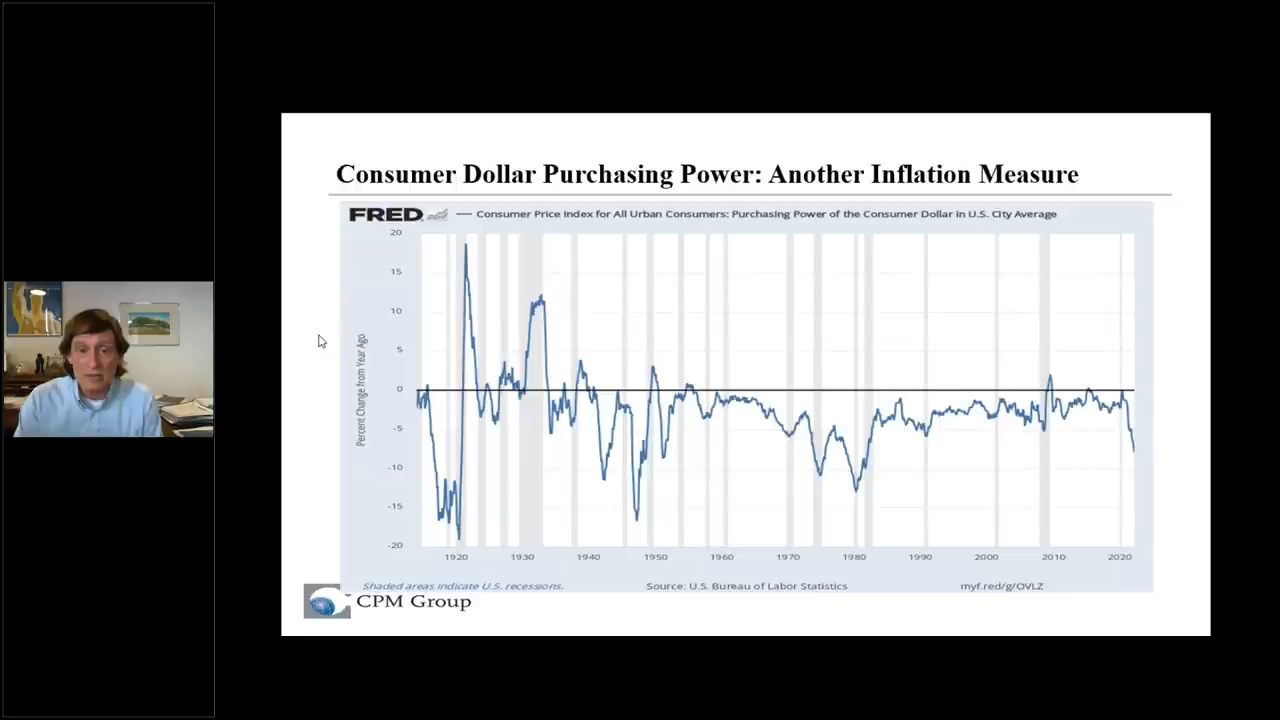 Consumer Dollar Purchasing Power: Another Inflation Measure
FRED
Consumer Price Index for All Urban Consumers: Purchasing Power of the Consumer Dollar in U.S. City Average
Percent Change from Year Ago
20
15
10
5
0
-5
-10
-15
-20
1920 1930 1940 1950 1960 1970 1980 1990 2000 2010 2020
Shaded areas indicate U.S. recessions. Source: U.S. Bureau of Labor Statistics myf.red/g/OVLZ
CPM Group